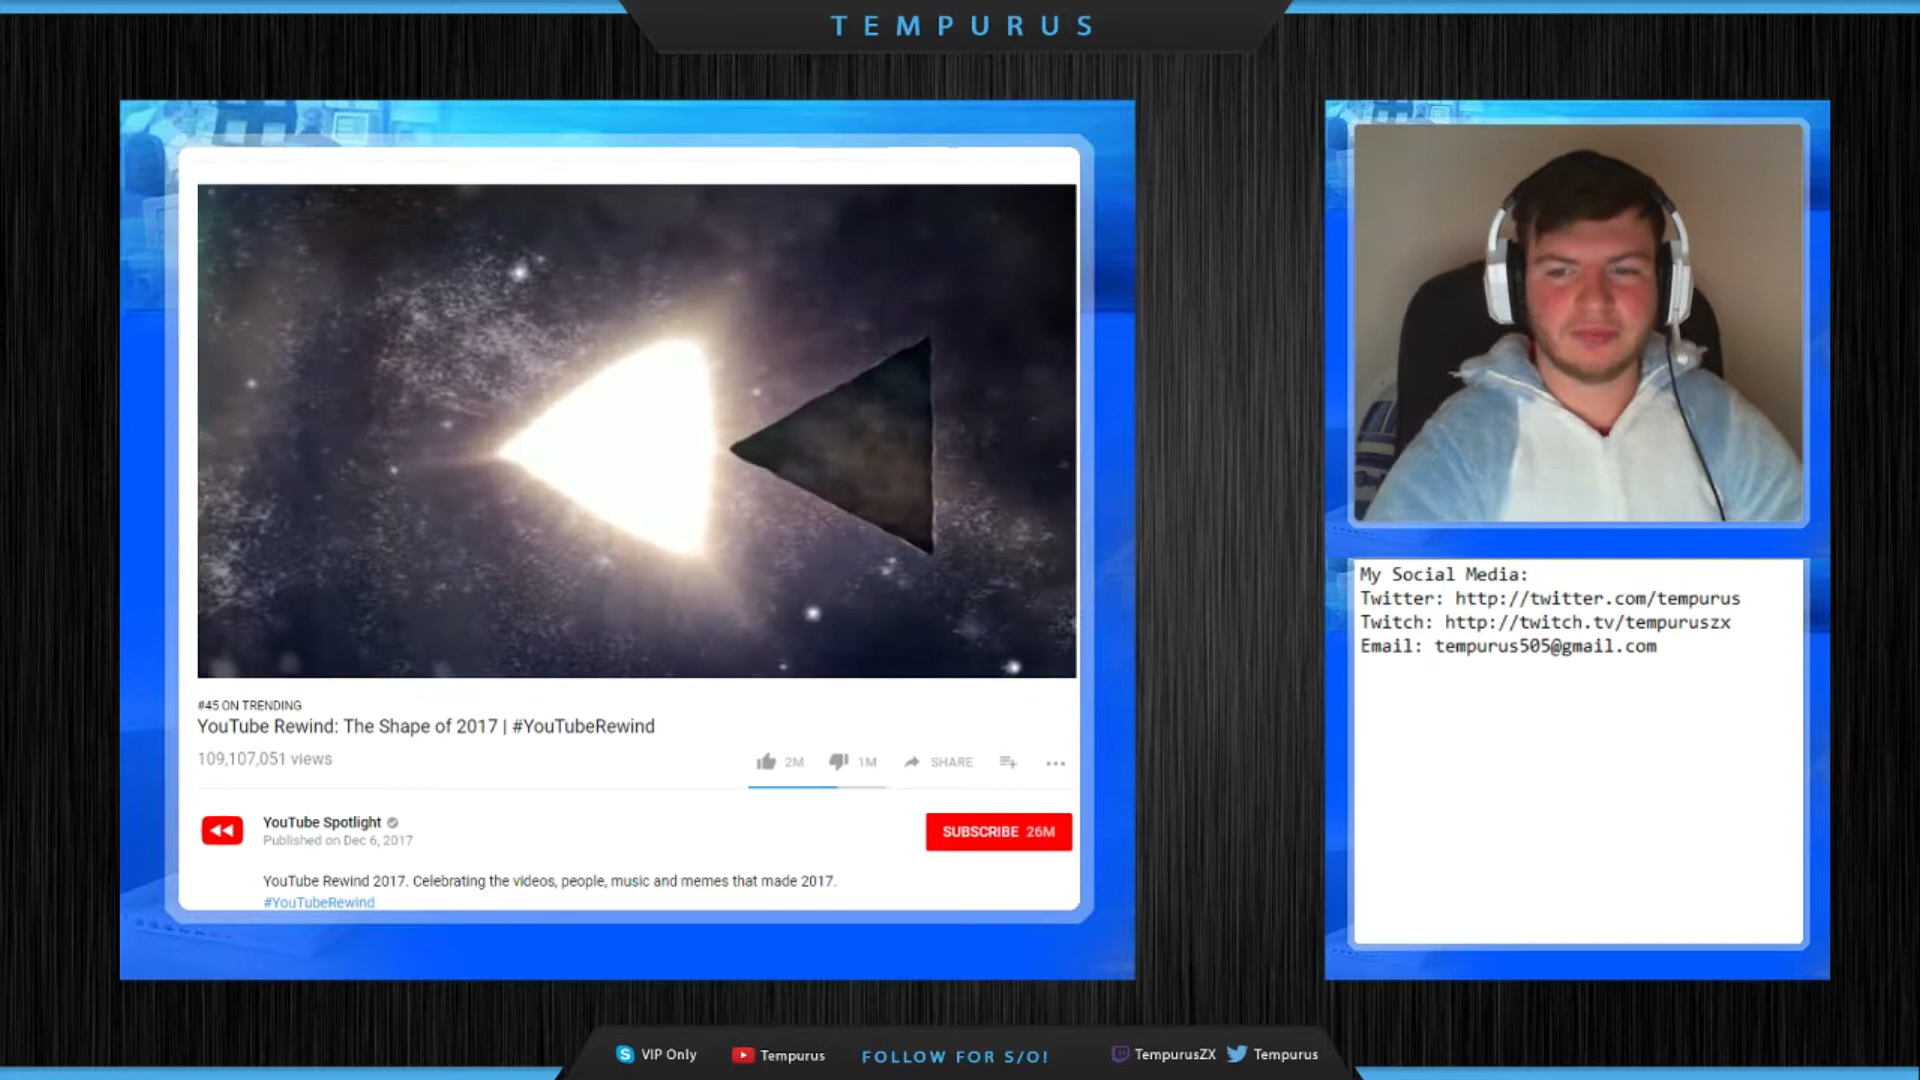 TEMPURUS
#45 ON TRENDING
YouTube Rewind: The Shape of 2017 | #YouTubeRewind
109,107,051 views
2M 1M SHARE
YouTube Spotlight
Published on Dec 6, 2017
SUBSCRIBE 26M
YouTube Rewind 2017. Celebrating the videos, people, music and memes that made 2017.
#YouTubeRewind
My Social Media:
Twitter: http://twitter.com/tempurus
Twitch: http://twitch.tv/tempuruszx
Email: tempurus505@gmail.com
VIP Only Tempurus FOLLOW FOR S/O! TempurusZX Tempurus